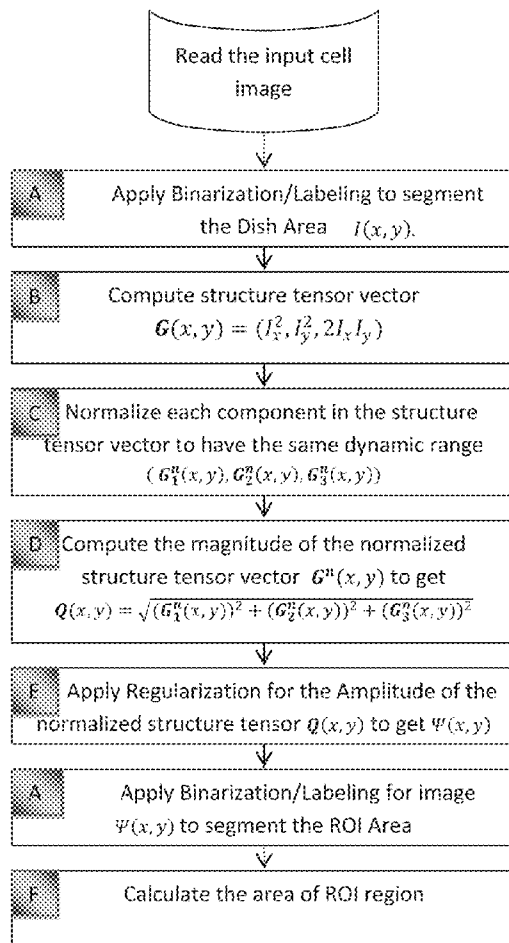 Read the input cell
image
A
Apply Binarization/Labeling to segment
the Dish Area I(x, y).
B
Compute structure tensor vector
G(x, y) = (I_x^2, I_y^2, 2I_x I_y)
C
Normalize each component in the structure
tensor vector to have the same dynamic range
( G_1^n(x, y), G_2^n(x, y), G_3^n(x, y))
D
Compute the magnitude of the normalized
structure tensor vector G^n(x, y) to get
Q(x, y) = √((G_1^n(x, y))^2 + (G_2^n(x, y))^2 + (G_3^n(x, y))^2)
E
Apply Regularization for the Amplitude of the
normalized structure tensor Q(x, y) to get Ψ(x, y)
A
Apply Binarization/Labeling for image
Ψ(x, y) to segment the ROI Area
F
Calculate the area of ROI region